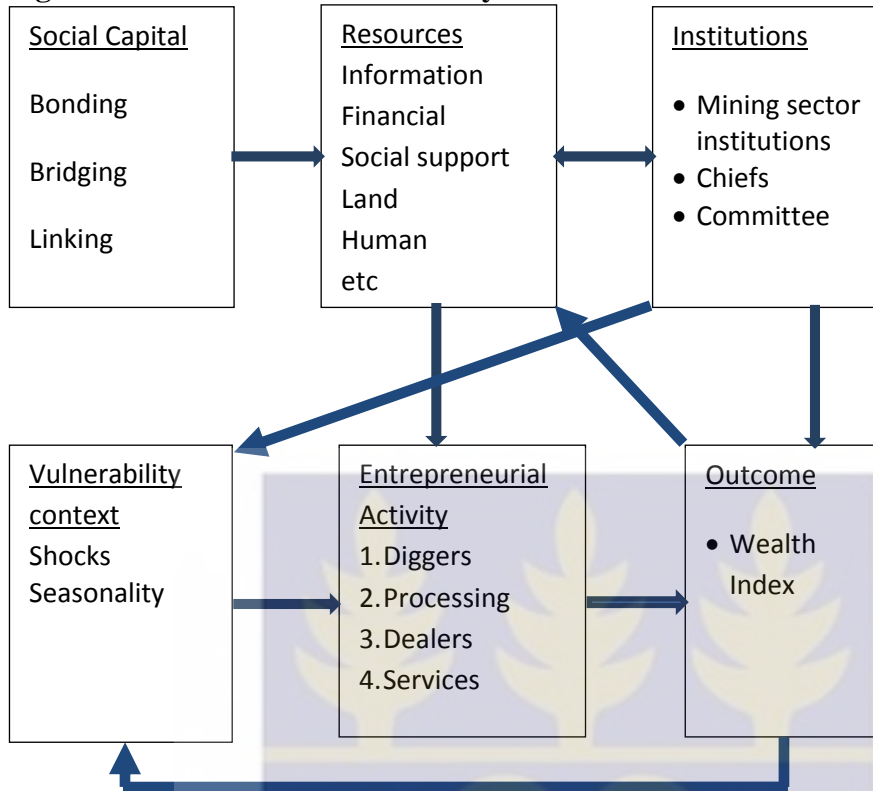 Social Capital
Bonding
Bridging
Linking
Resources
Information
Financial
Social support
Land
Human
etc
Institutions
• Mining sector
institutions
• Chiefs
• Committee
Vulnerability
context
Shocks
Seasonality
Entrepreneurial
Activity
1.Diggers
2.Processing
3.Dealers
4.Services
Outcome
• Wealth
Index